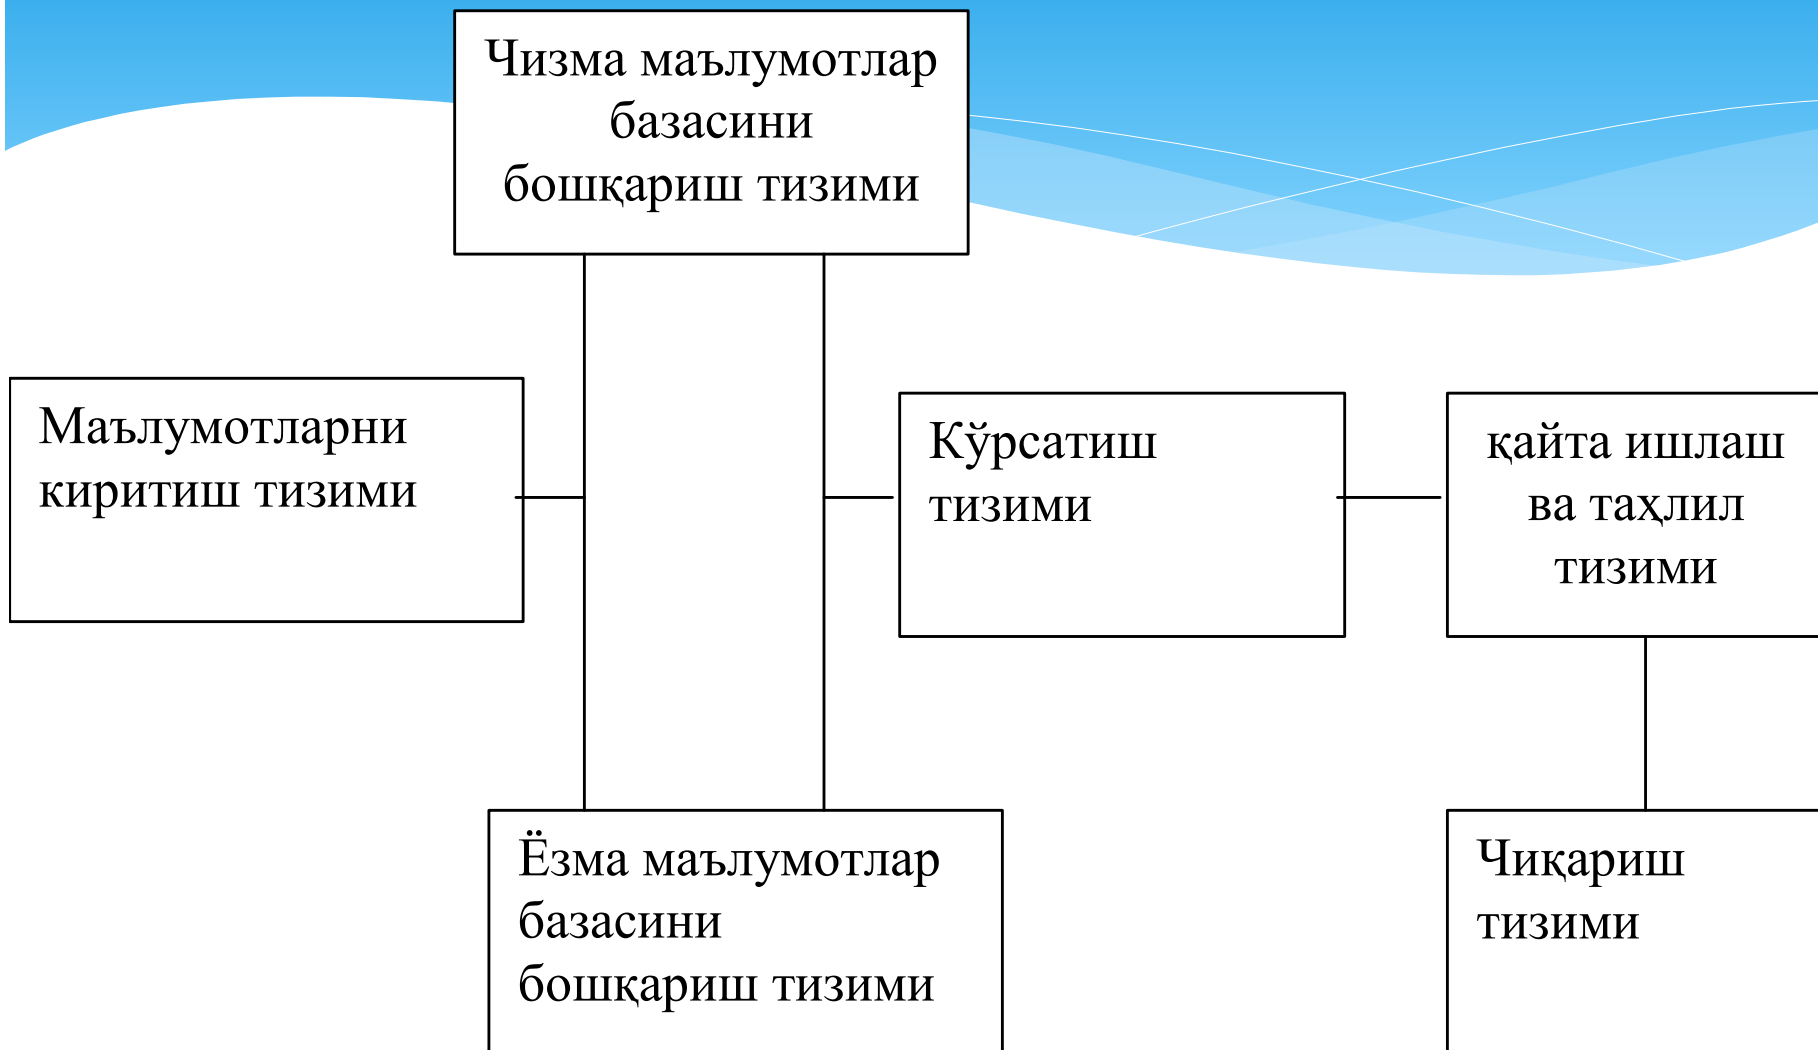 Чизма маълумотлар
базасини
бошқариш тизими
Маълумотларни
киритиш тизими
Кўрсатиш
тизими
қайта ишлаш
ва таҳлил
тизими
Ёзма маълумотлар
базасини
бошқариш тизими
Чиқариш
тизими